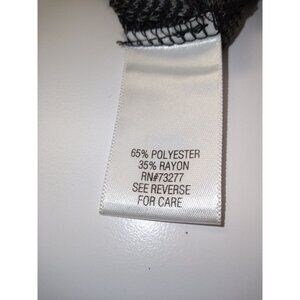 65% POLYESTER
35% RAYON
RN#73277
SEE REVERSE
FOR CARE